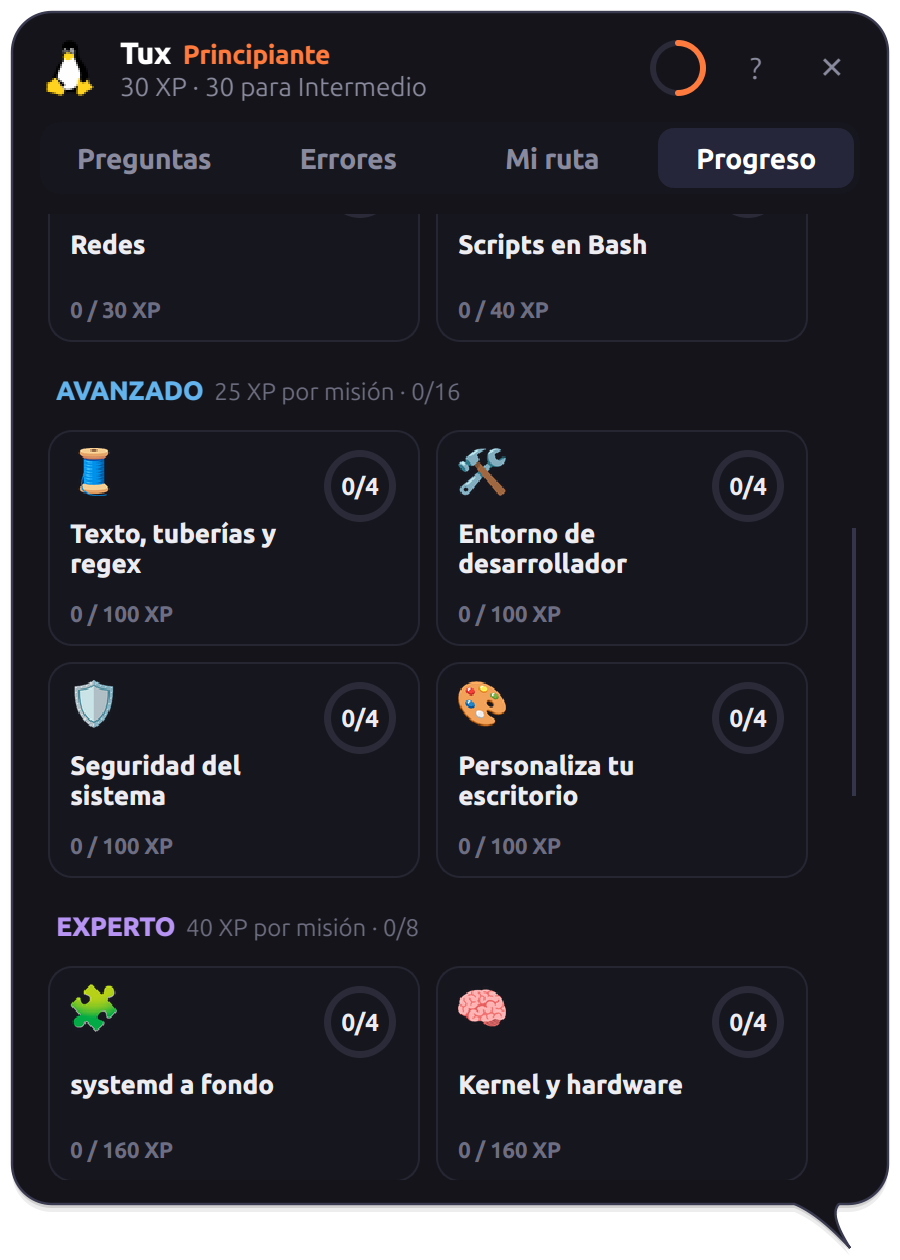 Tux Principiante
30 XP · 30 para Intermedio
?
×
Preguntas
Errores
Mi ruta
Progreso
Redes
0 / 30 XP
Scripts en Bash
0 / 40 XP
AVANZADO 25 XP por misión · 0/16
0/4
Texto, tuberías y
regex
0 / 100 XP
0/4
Entorno de
desarrollador
0 / 100 XP
0/4
Seguridad del
sistema
0 / 100 XP
0/4
Personaliza tu
escritorio
0 / 100 XP
EXPERTO 40 XP por misión · 0/8
0/4
systemd a fondo
0 / 160 XP
0/4
Kernel y hardware
0 / 160 XP